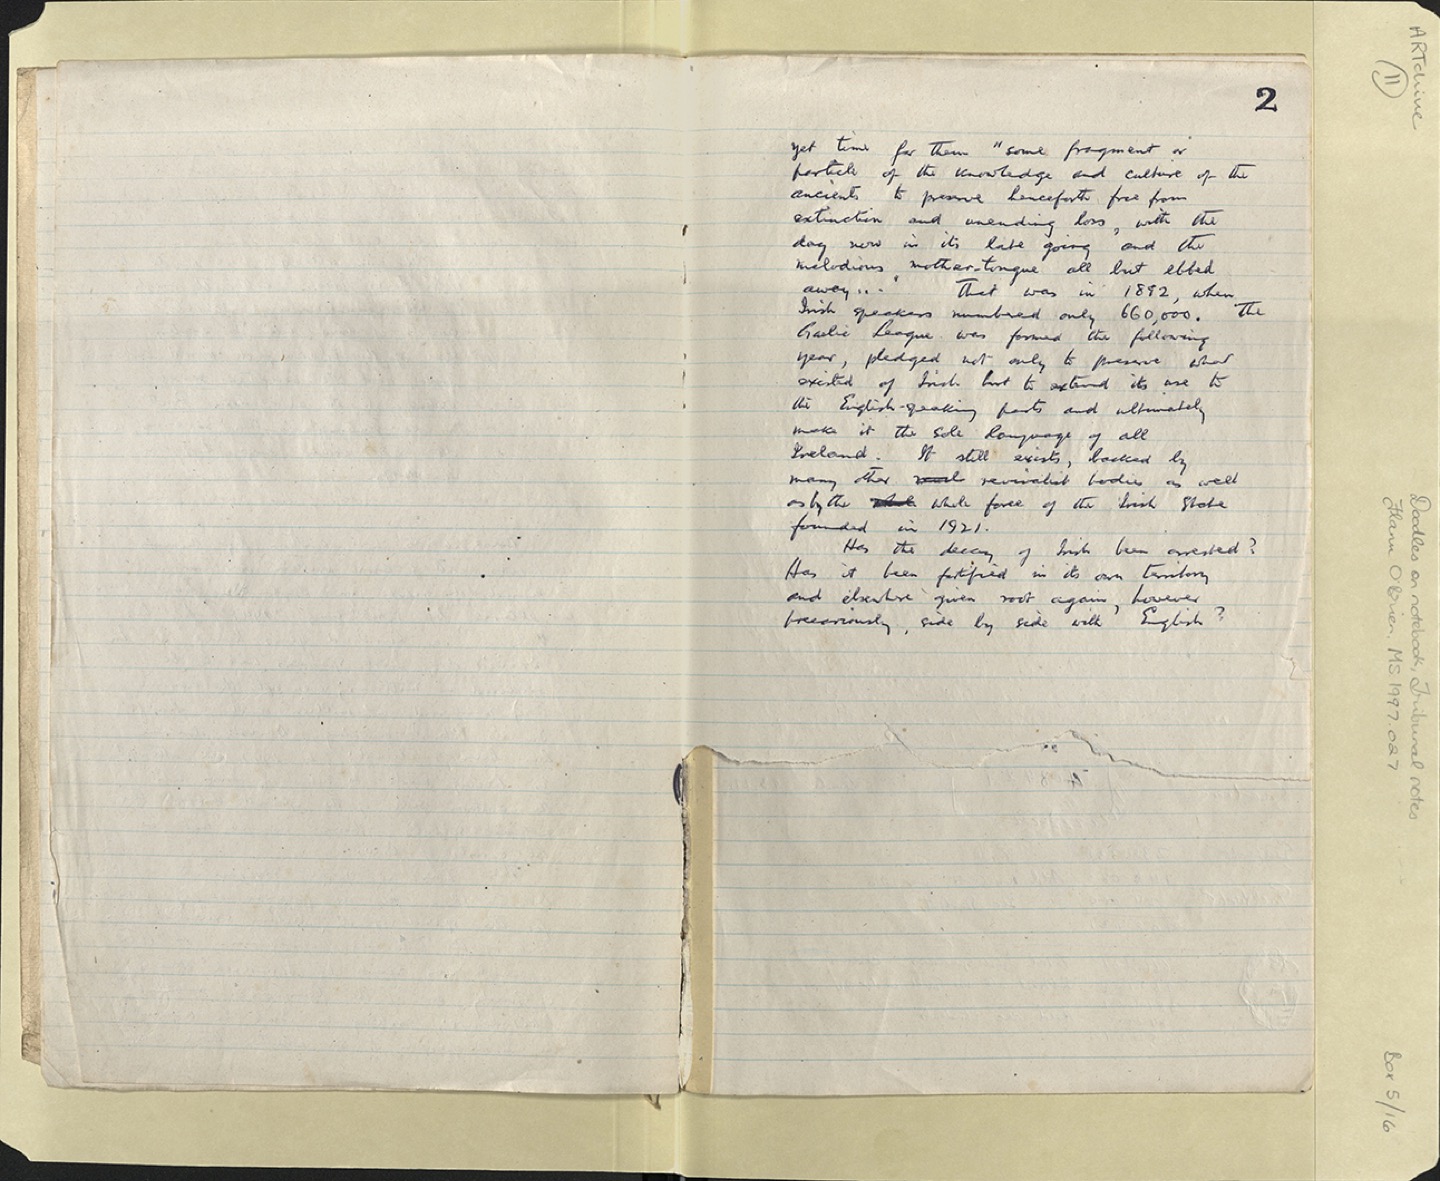 2
yet time for them "some fragment or
particle of the knowledge and culture of the
ancients to preserve henceforth free from
extinction and unending loss, with the
day now in its late going and the
melodious mother-tongue all but ebbed
away..." That was in 1892, when
Irish speakers numbered only 660,000. The
Gaelic League was formed the following
year, pledged not only to preserve what
existed of Irish but to extend its use to
the English-speaking parts and ultimately
make it the sole language of all
Ireland. It still exists, backed by
many other revivalist bodies as well
as by the whole force of the Irish State
founded in 1921.
Has the decay of Irish been arrested?
Has it been fortified in its own territory
and elsewhere given root again, however
precariously, side by side with English?
ARTchive
11
Doodles on notebook, Tribunal notes
Flann O'Brien MS.1997.027
Box 5/16